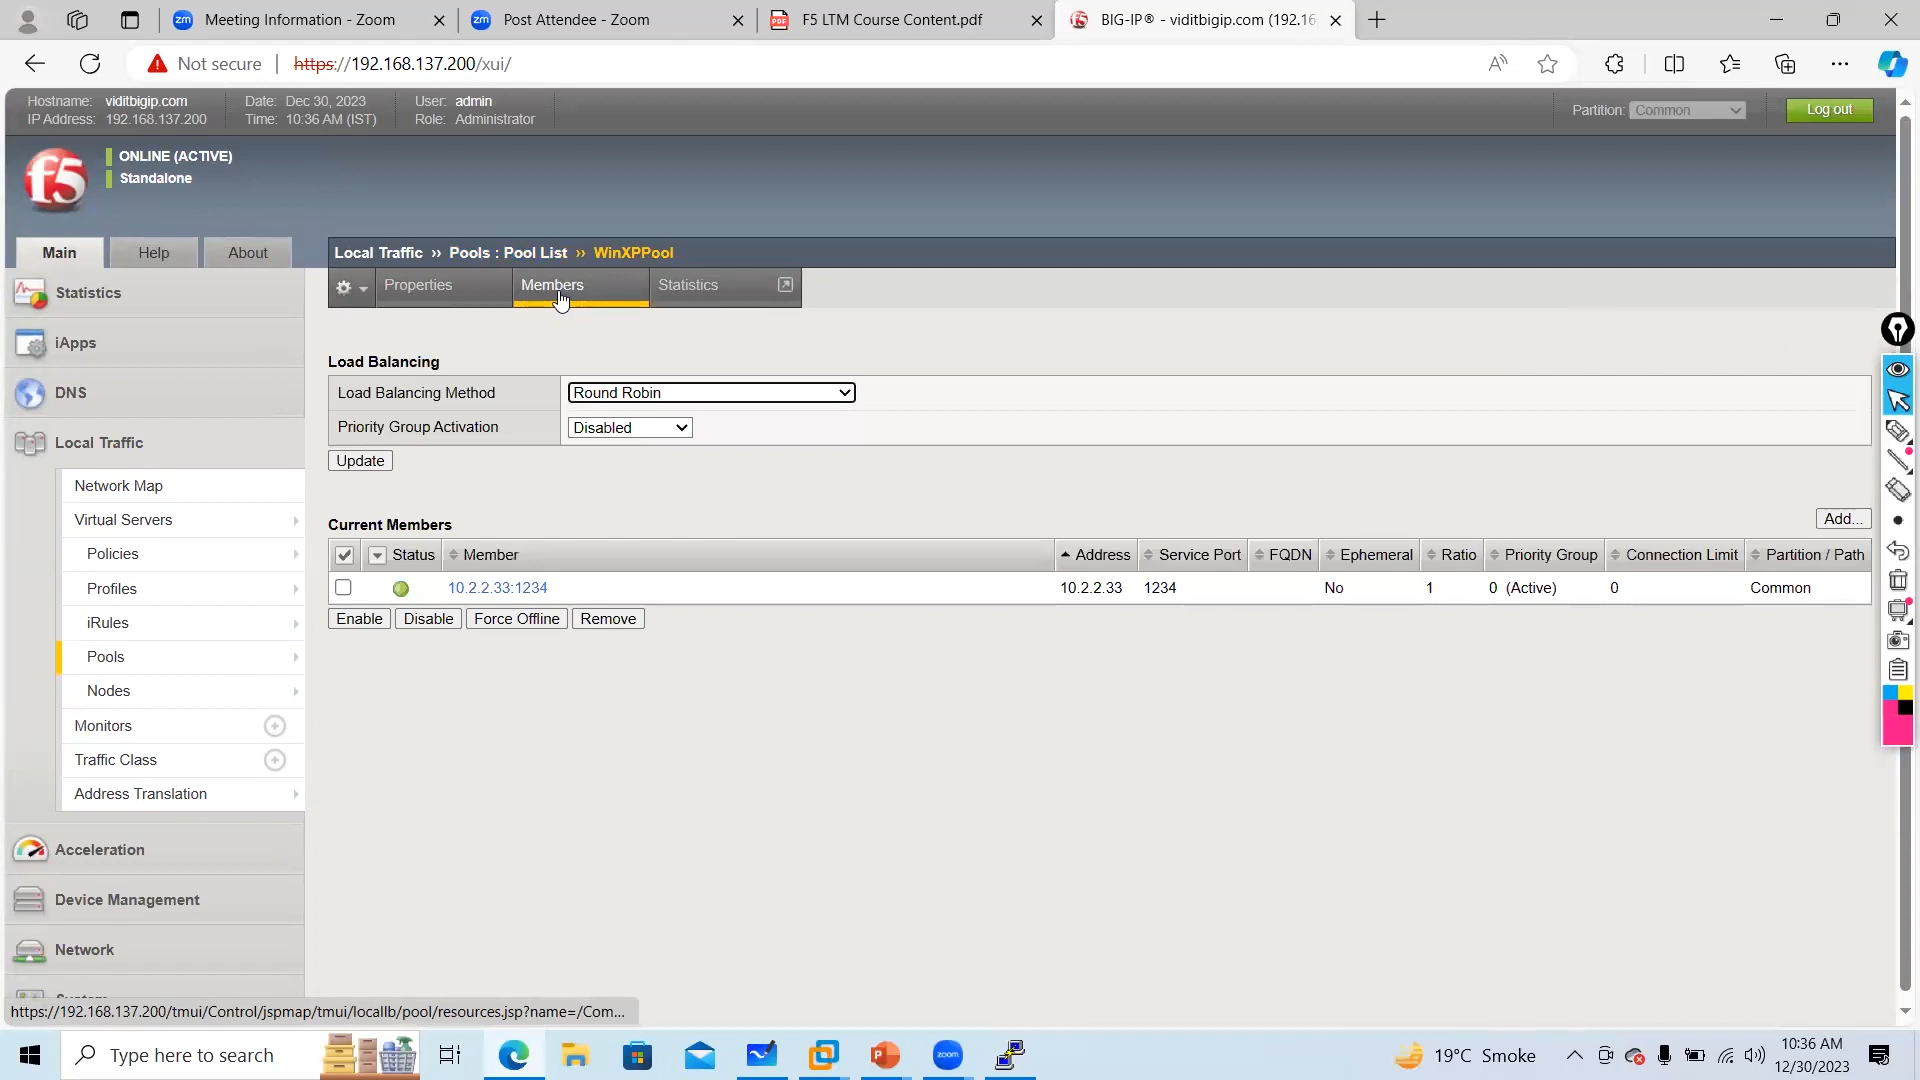 Meeting Information - Zoom
Post Attendee - Zoom
F5 LTM Course Content.pdf
BIG-IP® - viditbigip.com (192.16
Not secure
https://192.168.137.200/xui/
Hostname: viditbigip.com
IP Address: 192.168.137.200
Date: Dec 30, 2023
Time: 10:36 AM (IST)
User: admin
Role: Administrator
Partition: Common
Log out
f5
ONLINE (ACTIVE)
Standalone
Main
Help
About
Local Traffic ›› Pools : Pool List ›› WinXPPool
Properties
Members
Statistics
Statistics
iApps
DNS
Local Traffic
Network Map
Virtual Servers
Policies
Profiles
iRules
Pools
Nodes
Monitors
Traffic Class
Address Translation
Acceleration
Device Management
Network
Load Balancing
Load Balancing Method Round Robin
Priority Group Activation Disabled
Update
Current Members
Add...
Status Member Address Service Port FQDN Ephemeral Ratio Priority Group Connection Limit Partition / Path
10.2.2.33:1234 10.2.2.33 1234 No 1 0 (Active) 0 Common
Enable Disable Force Offline Remove
https://192.168.137.200/tmui/Control/jspmap/tmui/locallb/pool/resources.jsp?name=/Com...
Type here to search
zoom
19°C Smoke
10:36 AM
12/30/2023